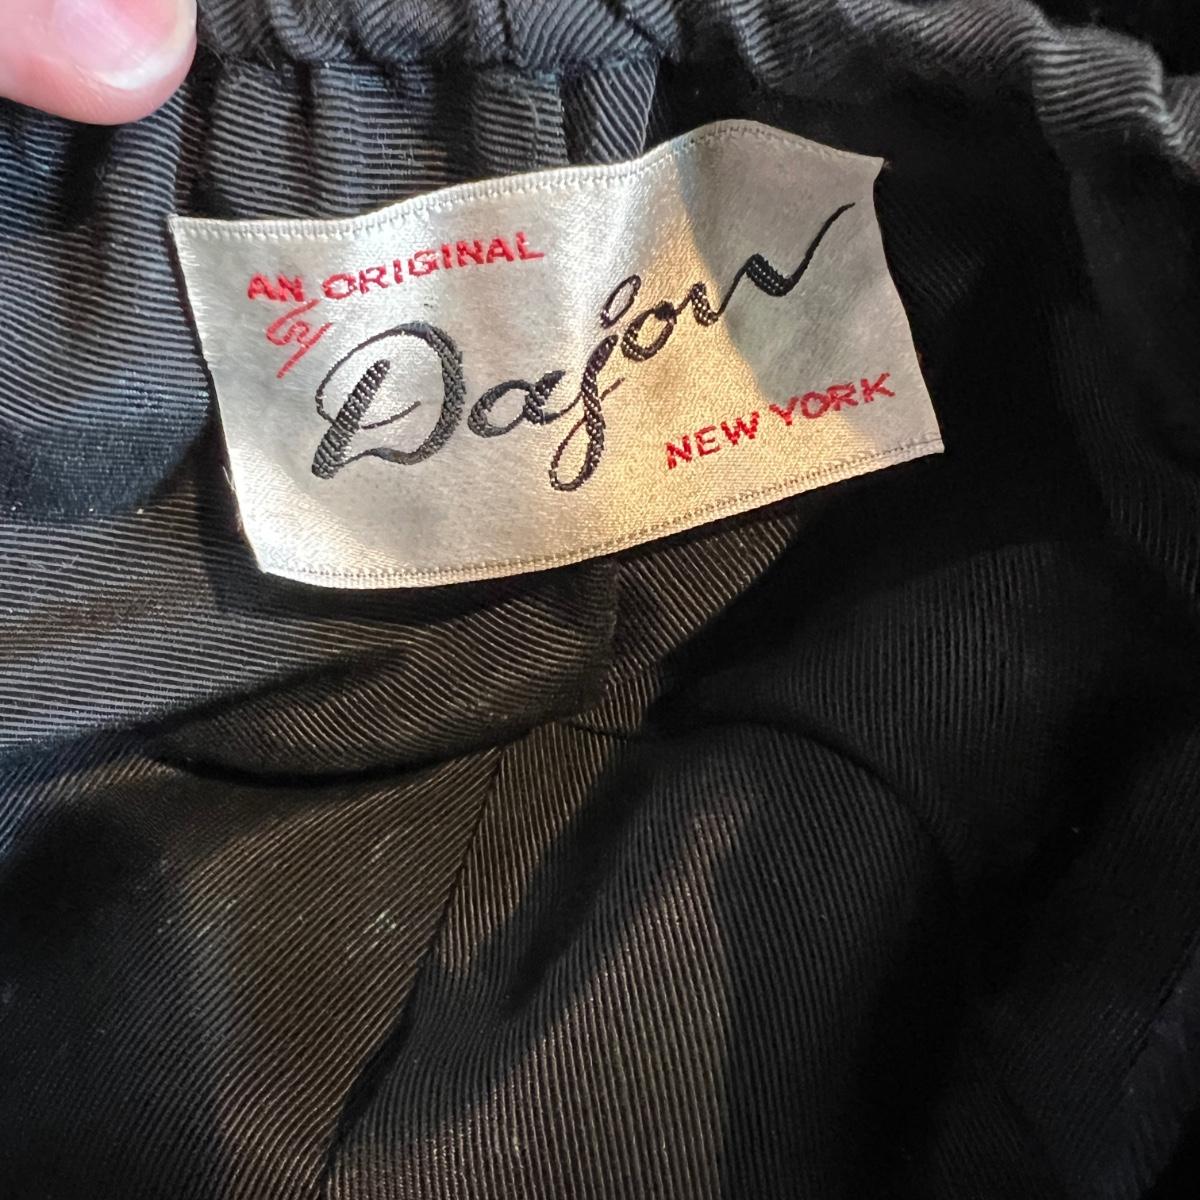 AN ORIGINAL
By
Dajon
NEW YORK